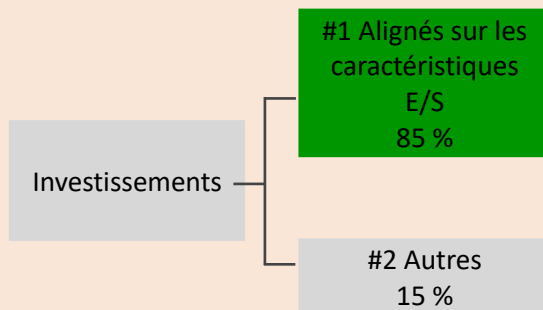 #1 Alignés sur les
caractéristiques
E/S
85 %
Investissements
#2 Autres
15 %